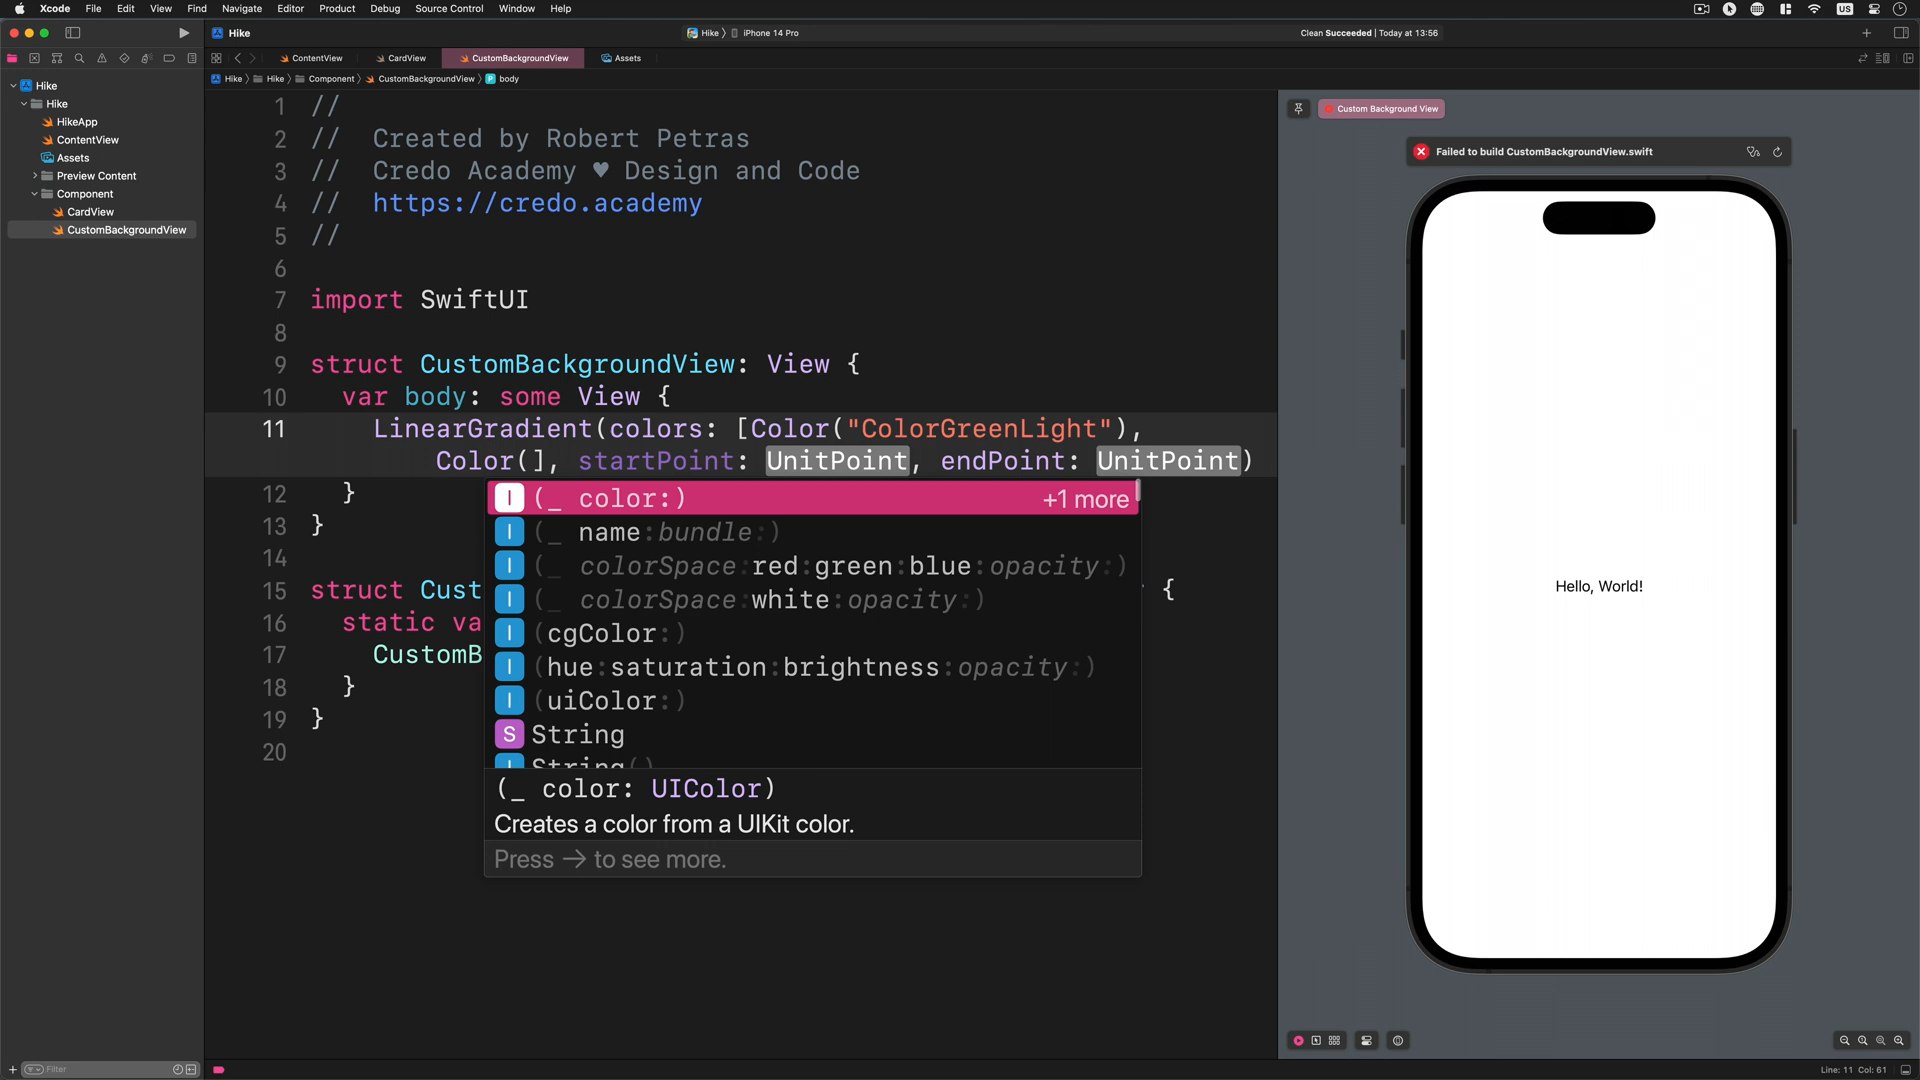 Xcode File Edit View Find Navigate Editor Product Debug Source Control Window Help
US
Hike
Hike 〉 iPhone 14 Pro
Clean Succeeded | Today at 13:56
ContentView CardView CustomBackgroundView Assets
Hike 〉 Hike 〉 Component 〉 CustomBackgroundView 〉 P body
Hike
Hike
HikeApp
ContentView
Assets
Preview Content
Component
CardView
CustomBackgroundView
Filter
1 //
2 // Created by Robert Petras
3 // Credo Academy ♥ Design and Code
4 // https://credo.academy
5 //
6
7 import SwiftUI
8
9 struct CustomBackgroundView: View {
10 var body: some View {
11 LinearGradient(colors: [Color("ColorGreenLight"),
Color(], startPoint: UnitPoint, endPoint: UnitPoint)
12 }
13 }
14
15 struct Cust {
16 static va
17 CustomB
18 }
19 }
20
I (_ color:) +1 more
I (_ name:bundle:)
I (_ colorSpace:red:green:blue:opacity:)
I (_ colorSpace:white:opacity:)
I (cgColor:)
I (hue:saturation:brightness:opacity:)
I (uiColor:)
S String
I String()
(_ color: UIColor)
Creates a color from a UIKit color.
Press → to see more.
Custom Background View
Failed to build CustomBackgroundView.swift
Hello, World!
Line: 11 Col: 61